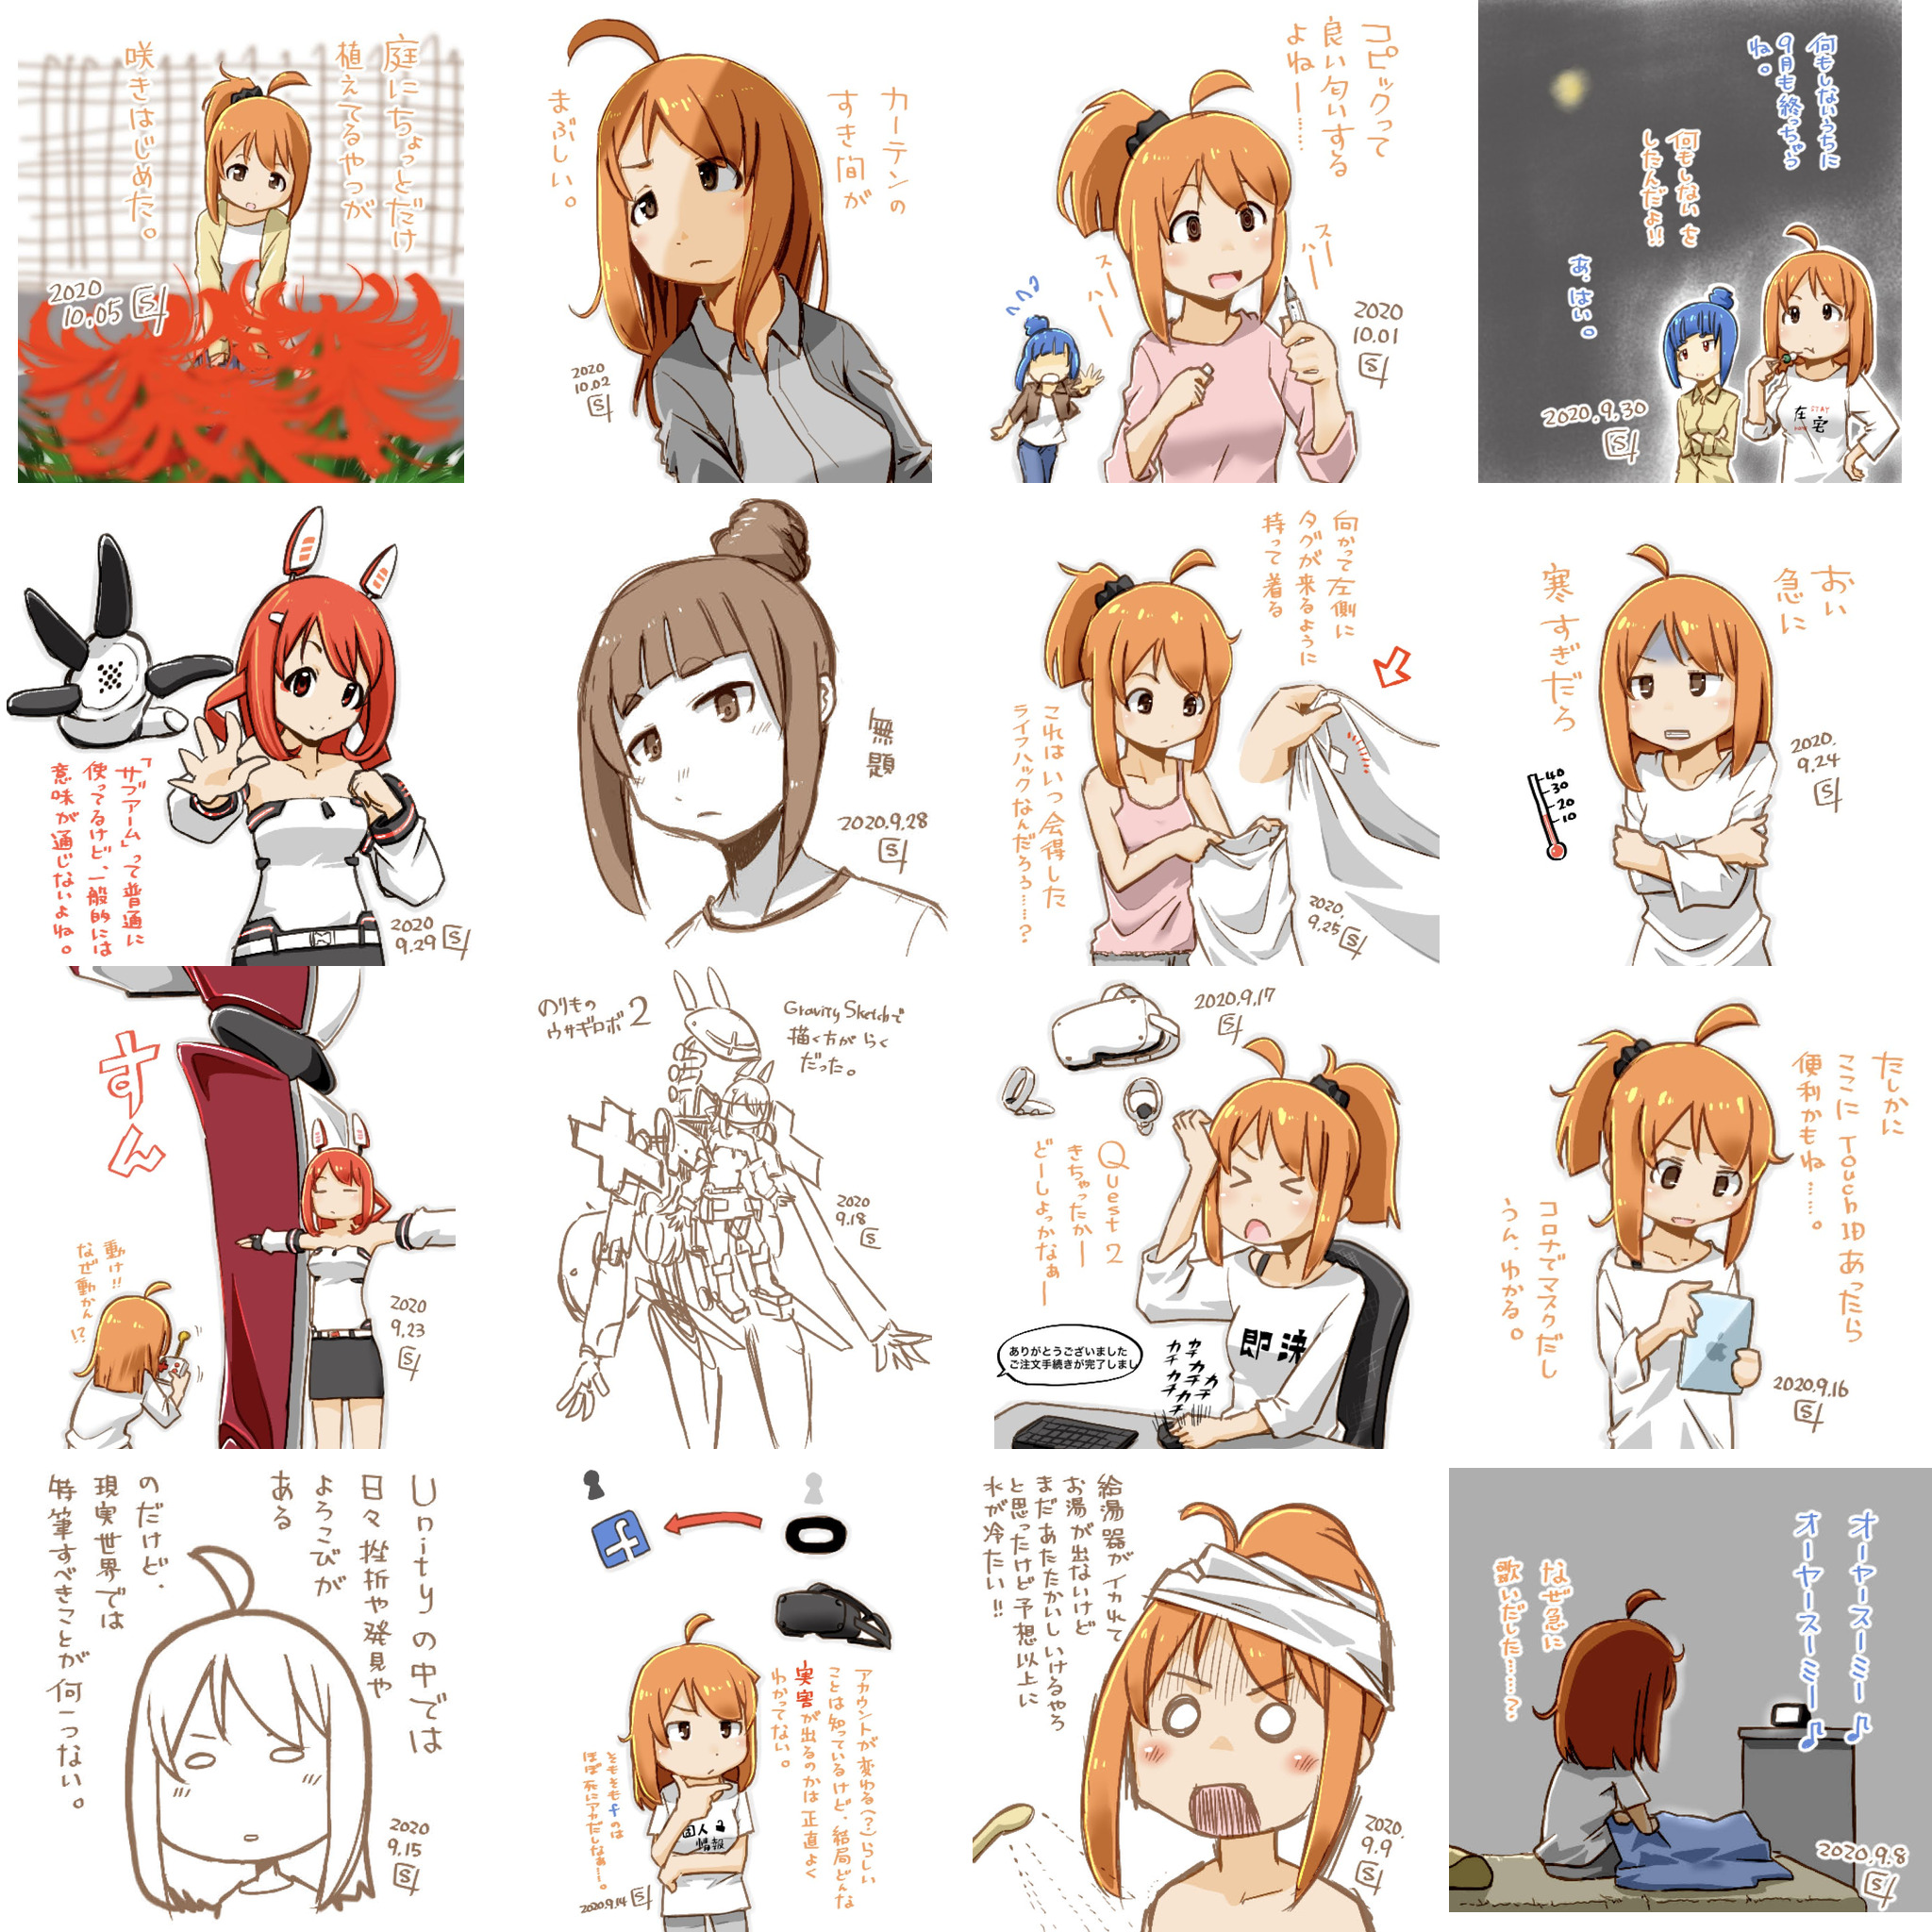 庭にちょっとだけ
植えてるやつが
咲きはじめた。
2020
10.05
カーテンの
すき間が
まぶしい。
2020
10.02
コピックって
良い匂いする
よねー……
スー
ハー
スー
ハー
2020
10.01
何もしないうちに
9月も終っちゃう
ね。
何もしないを
したんだよ!!
あ、はい。
在宅
STAY
2020.9.30
「サブアーム」って普通に
使ってるけど、一般的には
意味が通じないよね。
2020
9.29
無題
2020.9.28
向かって左側に
タグが来るように
持って着る
これはいつ会得した
ライフハックなんだろう……?
2020.
9.25
おい
急に
寒すぎだろ
40
30
20
10
2020.
9.24
すん
動け!!
なぜ動かん!?
2020
9.23
のりもの
ウサギロボ2
Gravity Sketchで
描く方がらく
だった。
2020
9.18
2020.9.17
Quest 2
きちゃったかー
どーしよっかなぁー
ありがとうございました
ご注文手続きが完了しまし
カチカチ
カチカチ
カチカチ
即決
たしかに
ここにTouch IDあったら
便利かもね……。
コロナでマスクだし
うん、わかる。
2020.9.16
Unityの中では
日々挫折や発見や
よろこびが
ある
のだけど、
現実世界では
特筆すべきことが何一つない。
2020
9.15
f
アカウントが変わる(?)らしい
ことは知っているけど、結局どんな
実害が出るのかは正直よく
わかってない。
そもそもfのは
ほぼ死にアカだしなぁー。
個人
情報
2020.9.14
給湯器がイカれて
お湯が出ないけど
まだあたたかいしいけるやろ
と思ったけど予想以上に
水が冷たい!!
2020.
9.9
オーヤースーミー♪
オーヤースーミー♪
なぜ急に
歌いだした……?
2020.9.8